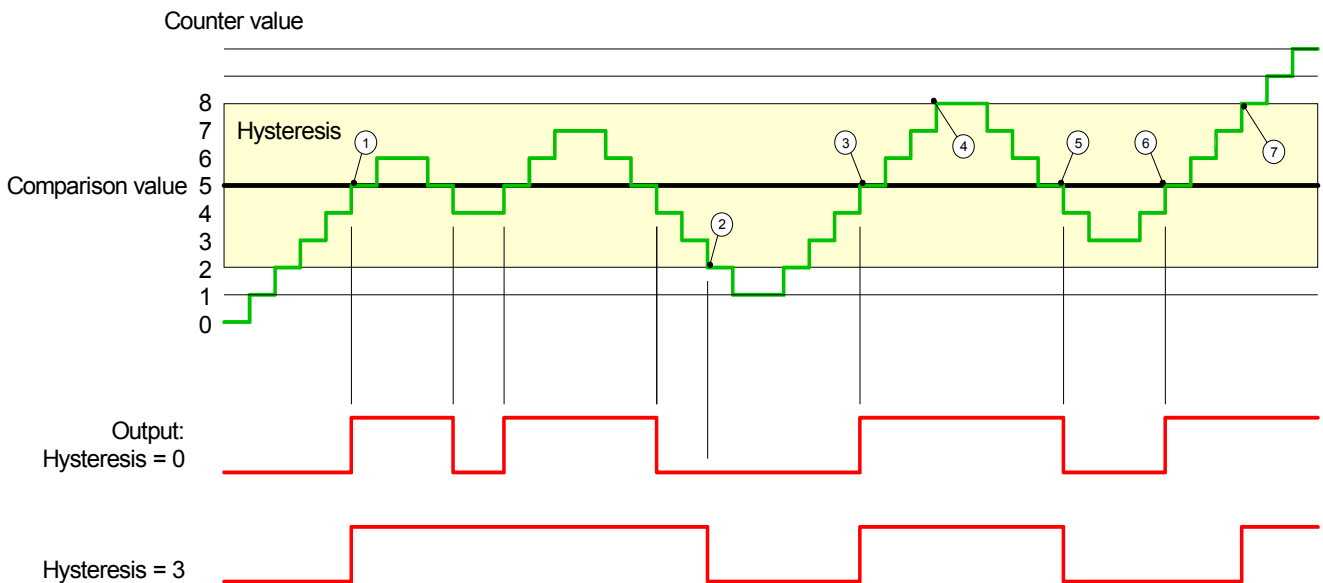 Counter value
8
7
Hysteresis
1
3
4
5
6
7
6
Comparison value 5
4
3
2
2
1
0
Output:
Hysteresis = 0
Hysteresis = 3